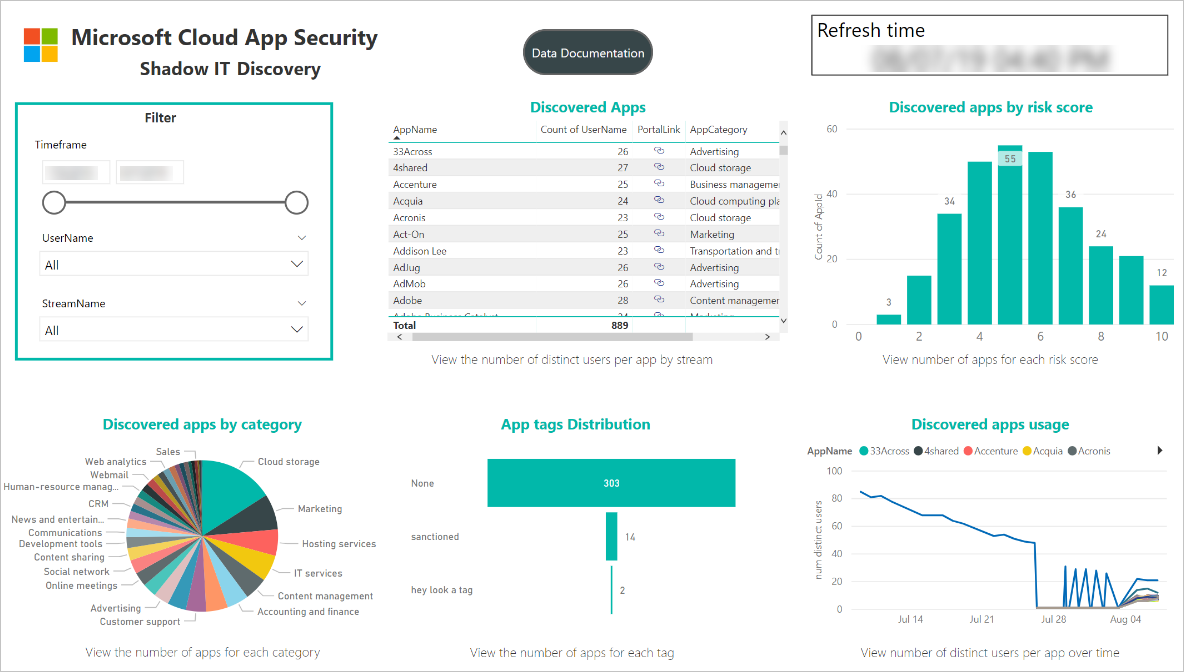 Microsoft Cloud App Security
Shadow IT Discovery
Data Documentation
Refresh time
Filter
Timeframe
UserName
All
StreamName
All
Discovered Apps
AppName Count of UserName PortalLink AppCategory
33Across 26 Advertising
4shared 27 Cloud storage
Accenture 25 Business manageme
Acquia 24 Cloud computing pla
Acronis 23 Cloud storage
Act-On 25 Marketing
Addison Lee 23 Transportation and t
AdJug 26 Advertising
AdMob 26 Advertising
Adobe 28 Content managemen
Total 889
View the number of distinct users per app by stream
Discovered apps by risk score
Count of AppId
60
40
20
0
3
34
55
36
24
12
0 2 4 6 8 10
View number of apps for each risk score
Discovered apps by category
Sales
Web analytics
Webmail
Human-resource manag...
CRM
News and entertain...
Communications
Development tools
Content sharing
Social network
Online meetings
Advertising
Customer support
Cloud storage
Marketing
Hosting services
IT services
Content management
Accounting and finance
View the number of apps for each category
App tags Distribution
None 303
sanctioned 14
hey look a tag 2
View the number of apps for each tag
Discovered apps usage
AppName 33Across 4shared Accenture Acquia Acronis
num distinct users
100
80
60
40
20
0
Jul 14 Jul 21 Jul 28 Aug 04
View number of distinct users per app over time